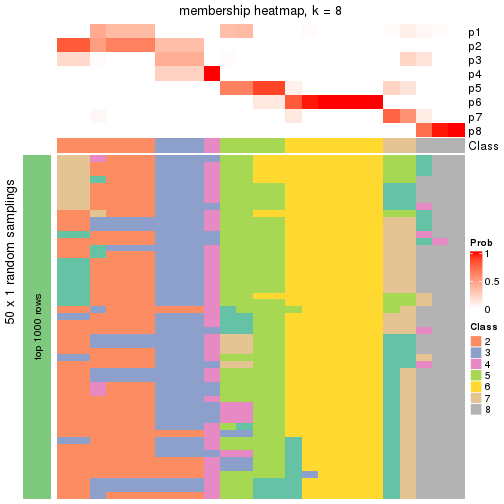 membership heatmap, k = 8
p1
p2
p3
p4
p5
p6
p7
p8
Class
50 x 1 random samplings
top 1000 rows
Prob
1
0.5
0
Class
2
3
4
5
6
7
8